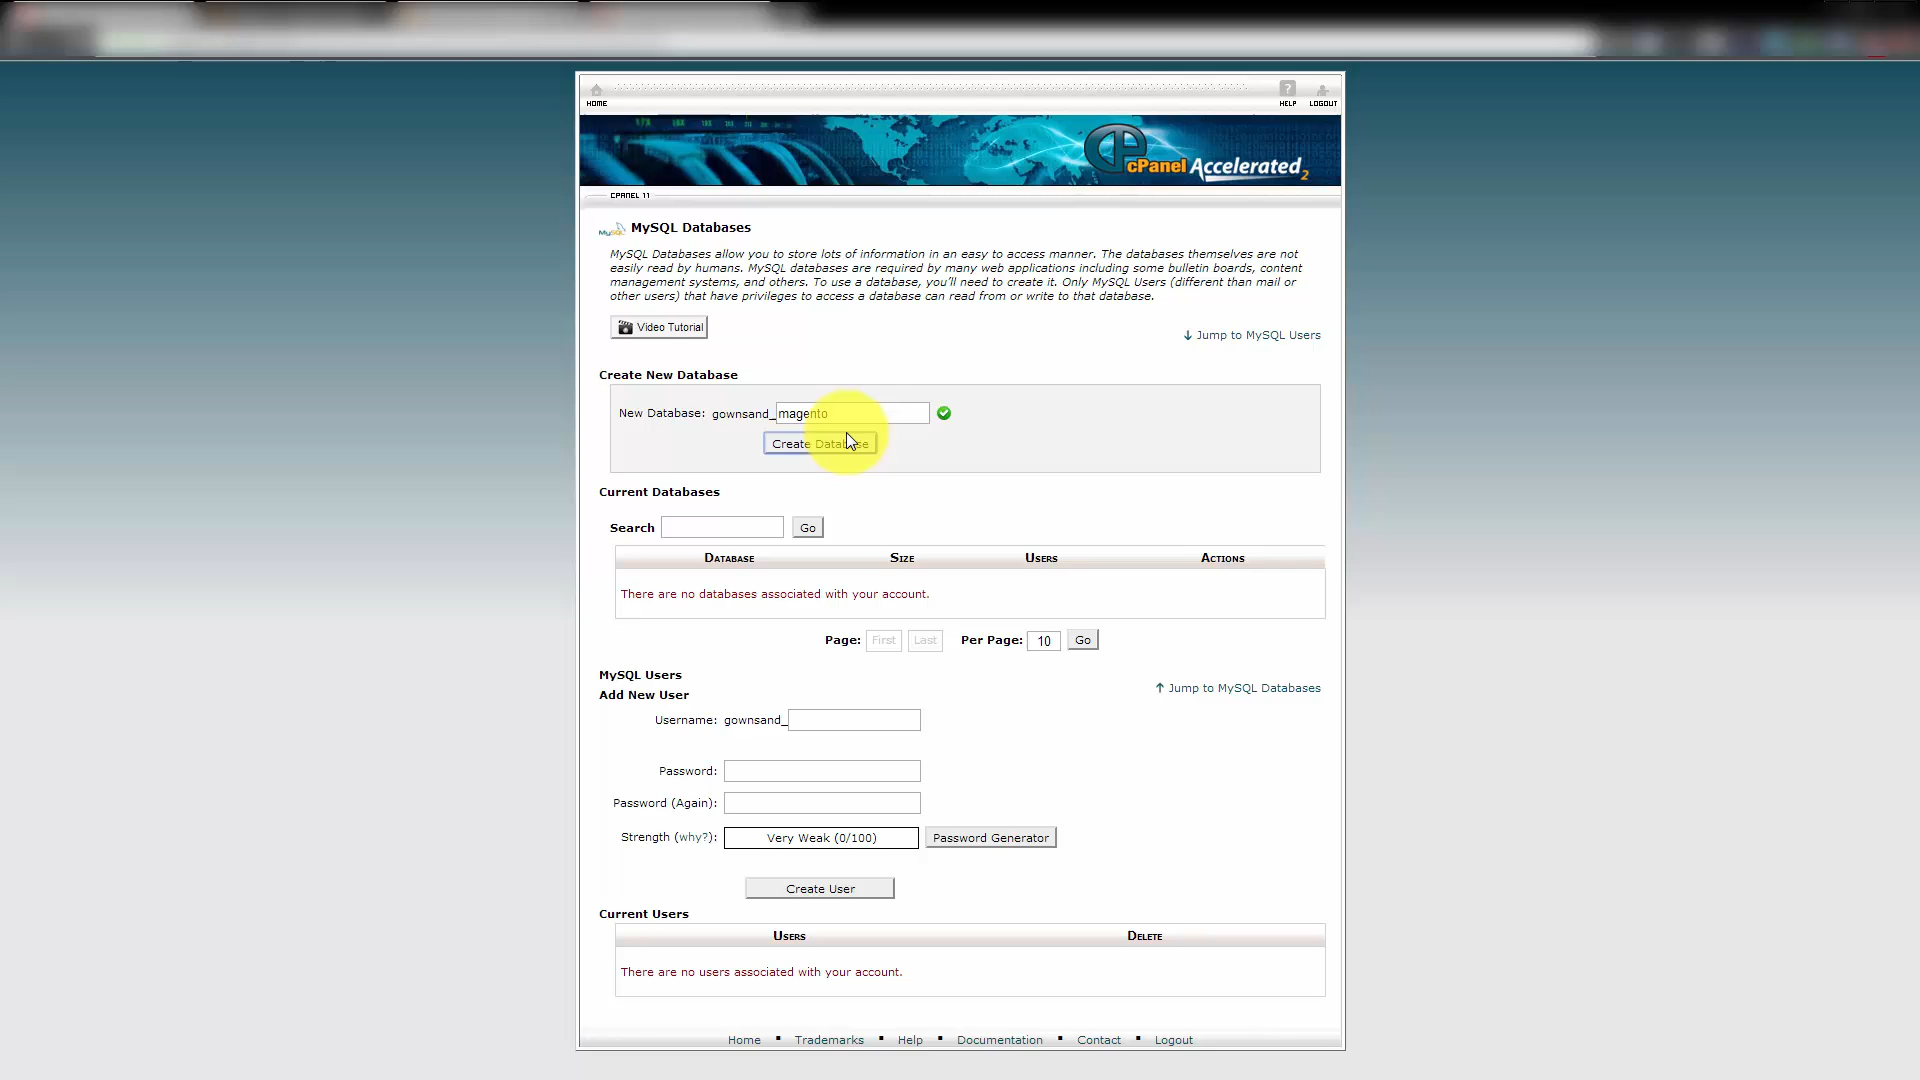 HOME
HELP
LOGOUT
cPanel Accelerated2
CPANEL 11
MySQL MySQL Databases
MySQL Databases allow you to store lots of information in an easy to access manner. The databases themselves are not
easily read by humans. MySQL databases are required by many web applications including some bulletin boards, content
management systems, and others. To use a database, you'll need to create it. Only MySQL Users (different than mail or
other users) that have privileges to access a database can read from or write to that database.
Video Tutorial
↓ Jump to MySQL Users
Create New Database
New Database: gownsand_ magento
Create Database
Current Databases
Search Go
Database Size Users Actions
There are no databases associated with your account.
Page: First Last Per Page: 10 Go
MySQL Users
↑ Jump to MySQL Databases
Add New User
Username: gownsand_
Password:
Password (Again):
Strength (why?): Very Weak (0/100) Password Generator
Create User
Current Users
Users Delete
There are no users associated with your account.
Home ▪ Trademarks ▪ Help ▪ Documentation ▪ Contact ▪ Logout